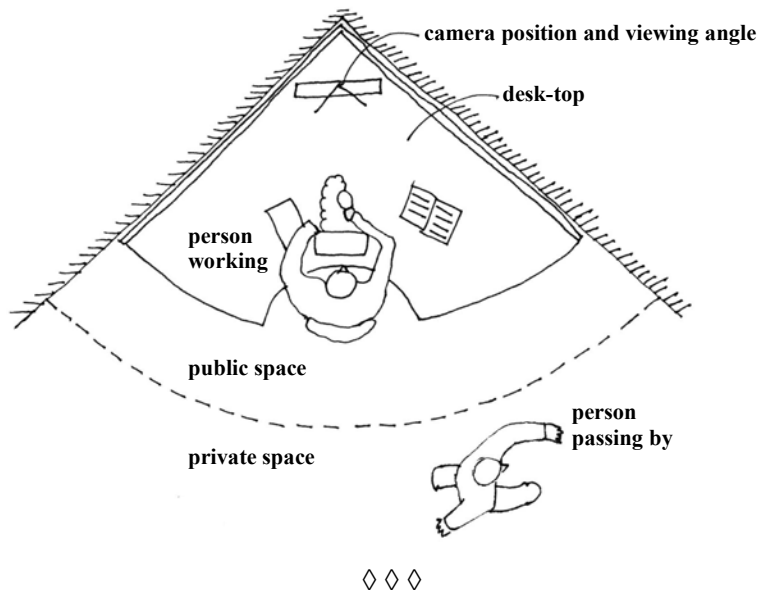 camera position and viewing angle
desk-top
person
working
public space
person
passing by
private space